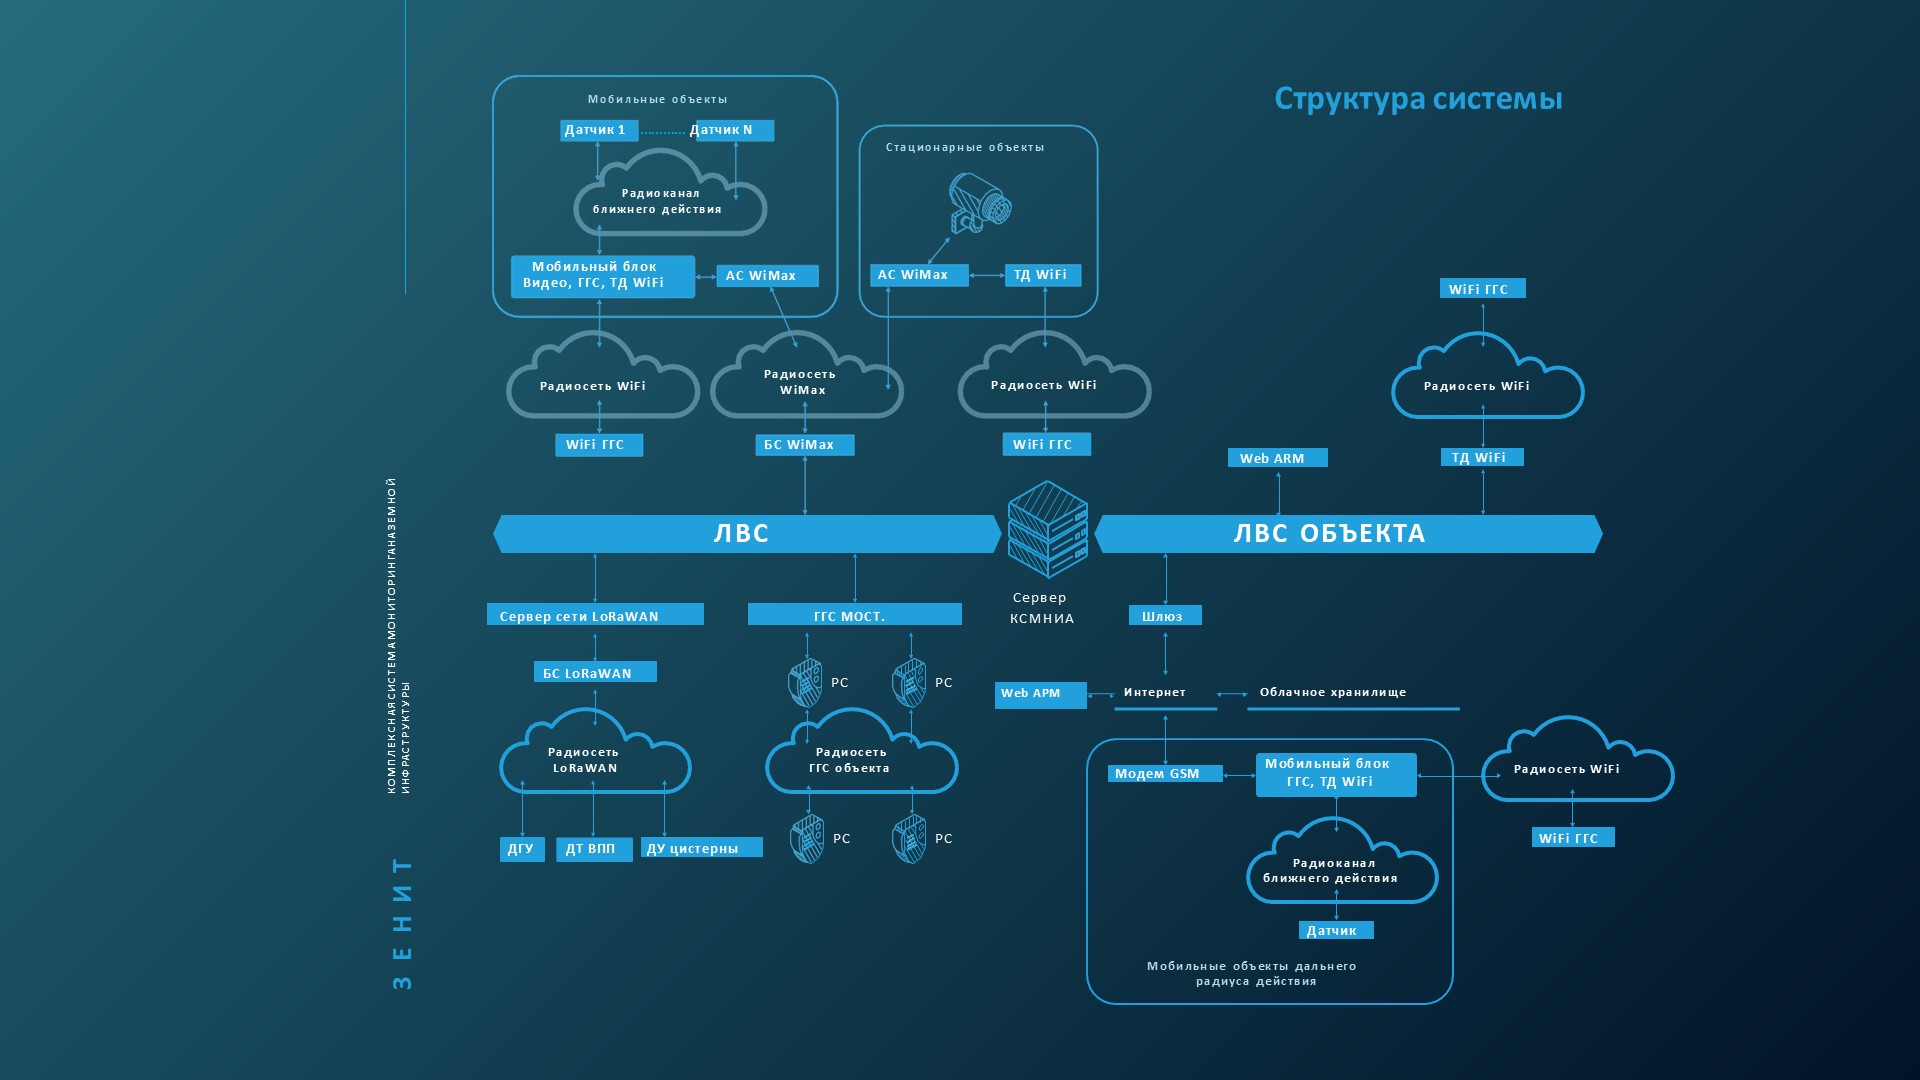 Структура системы
Мобильные объекты
Датчик 1
Датчик N
Радиоканал
ближнего действия
Мобильный блок
Видео, ГГС, ТД WiFi
АС WiMax
Стационарные объекты
АС WiMax
ТД WiFi
Радиосеть WiFi
Радиосеть
WiMax
Радиосеть WiFi
WiFi ГГС
БС WiMax
WiFi ГГС
WiFi ГГС
Радиосеть WiFi
Web ARM
ТД WiFi
ЛВС
ЛВС ОБЪЕКТА
Сервер
КСМНИА
Сервер сети LoRaWAN
ГГС МОСТ.
Шлюз
БС LoRaWAN
РС
РС
Web АРМ
Интернет
Облачное хранилище
Радиосеть
LoRaWAN
Радиосеть
ГГС объекта
Модем GSM
Мобильный блок
ГГС, ТД WiFi
Радиосеть WiFi
ДГУ
ДТ ВПП
ДУ цистерны
РС
РС
WiFi ГГС
Радиоканал
ближнего действия
Датчик
Мобильные объекты дальнего
радиуса действия
КОМПЛЕКСНАЯ СИСТЕМА МОНИТОРИНГА НАЗЕМНОЙ
ИНФРАСТРУКТУРЫ
ЗЕНИТ